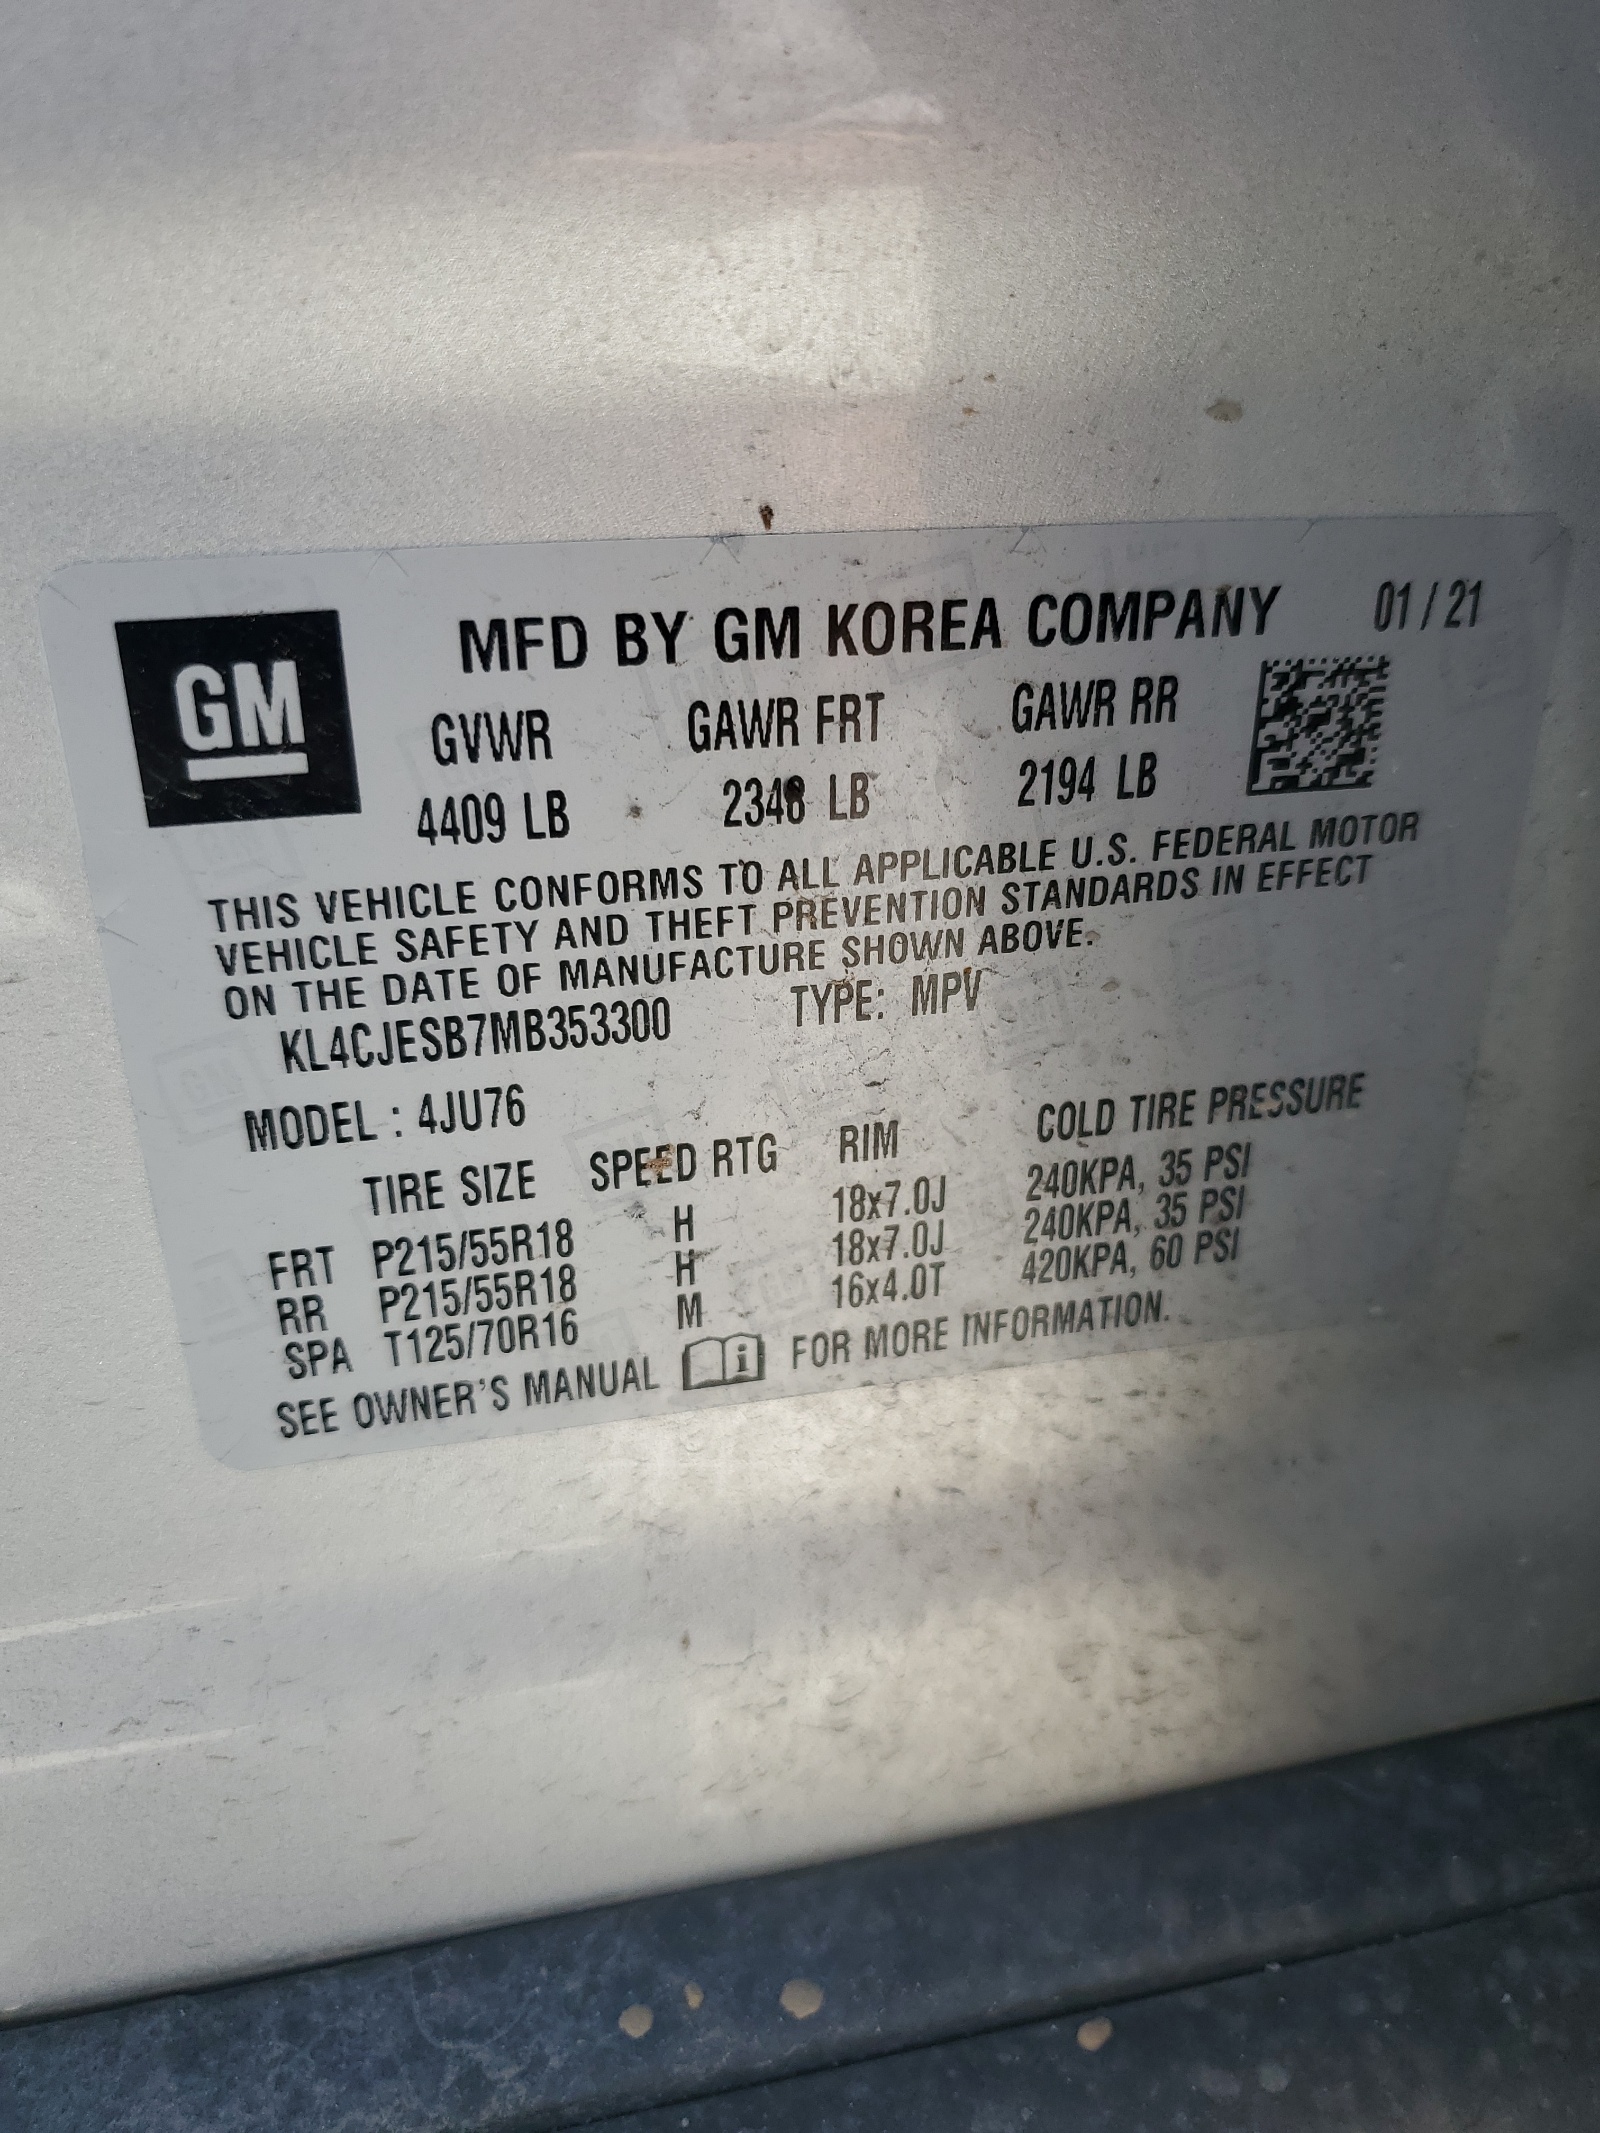 GM
MFD BY GM KOREA COMPANY 01 / 21
GVWR GAWR FRT GAWR RR
4409 LB 2348 LB 2194 LB
THIS VEHICLE CONFORMS TO ALL APPLICABLE U.S. FEDERAL MOTOR
VEHICLE SAFETY AND THEFT PREVENTION STANDARDS IN EFFECT
ON THE DATE OF MANUFACTURE SHOWN ABOVE.
KL4CJESB7MB353300 TYPE: MPV
MODEL : 4JU76
TIRE SIZE SPEED RTG RIM COLD TIRE PRESSURE
FRT P215/55R18 H 18x7.0J 240KPA, 35 PSI
RR P215/55R18 H 18x7.0J 240KPA, 35 PSI
SPA T125/70R16 M 16x4.0T 420KPA, 60 PSI
SEE OWNER'S MANUAL i FOR MORE INFORMATION.